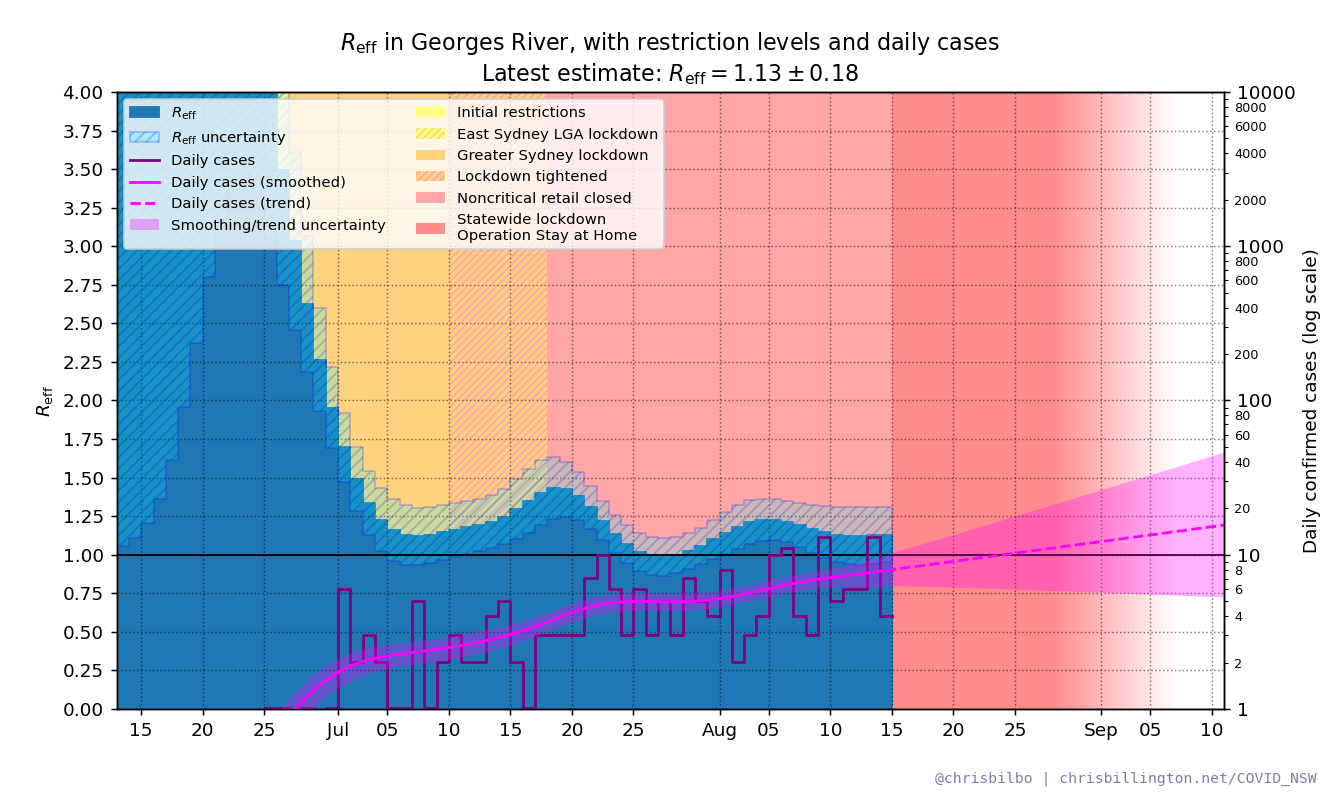 R_eff in Georges River, with restriction levels and daily cases
Latest estimate: R_eff = 1.13 ± 0.18
R_eff
R_eff uncertainty
Daily cases
Daily cases (smoothed)
Daily cases (trend)
Smoothing/trend uncertainty
Initial restrictions
East Sydney LGA lockdown
Greater Sydney lockdown
Lockdown tightened
Noncritical retail closed
Statewide lockdown
Operation Stay at Home
R_eff
4.00
3.75
3.50
3.25
3.00
2.75
2.50
2.25
2.00
1.75
1.50
1.25
1.00
0.75
0.50
0.25
0.00
15 20 25 Jul 05 10 15 20 25 Aug 05 10 15 20 25 Sep 05 10
10000
8000
6000
4000
2000
1000
800
600
400
200
100
80
60
40
20
10
8
6
4
2
1
Daily confirmed cases (log scale)
@chrisbilbo | chrisbillington.net/COVID_NSW